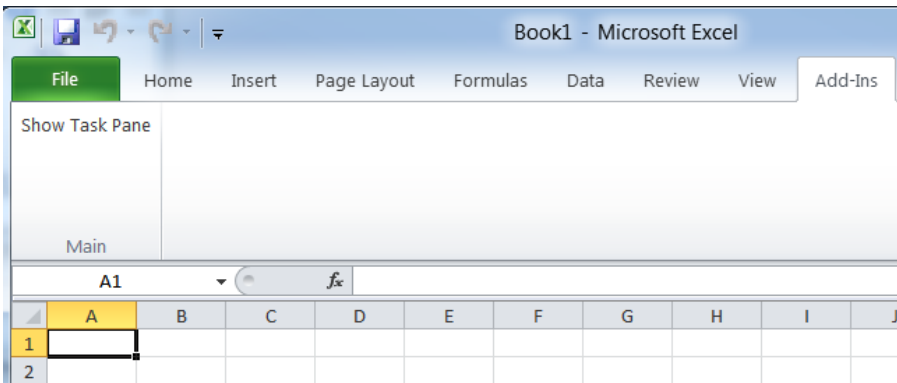 Book1 - Microsoft Excel
File Home Insert Page Layout Formulas Data Review View Add-Ins
Show Task Pane
Main
A1 fx
A B C D E F G H I J
1
2